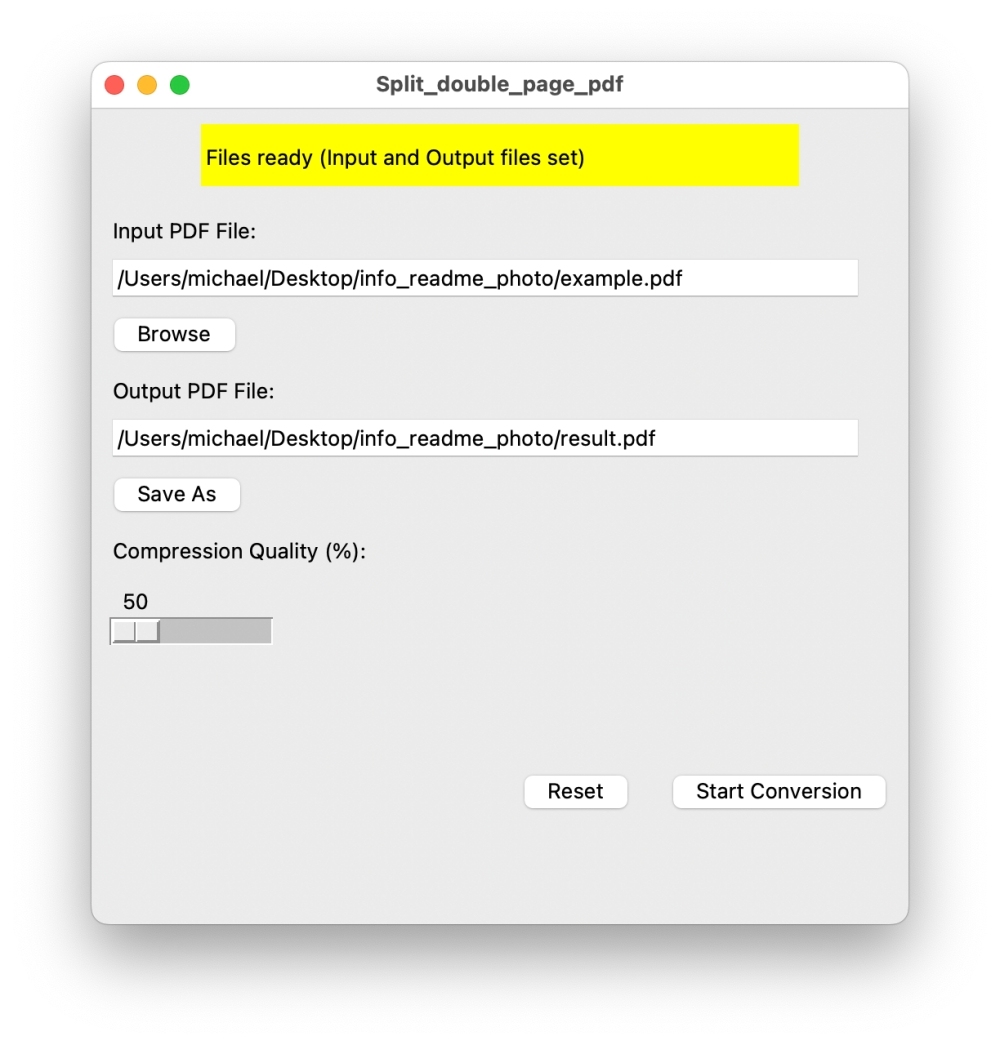 Split_double_page_pdf
Files ready (Input and Output files set)
Input PDF File:
/Users/michael/Desktop/info_readme_photo/example.pdf
Browse
Output PDF File:
/Users/michael/Desktop/info_readme_photo/result.pdf
Save As
Compression Quality (%):
50
Reset Start Conversion